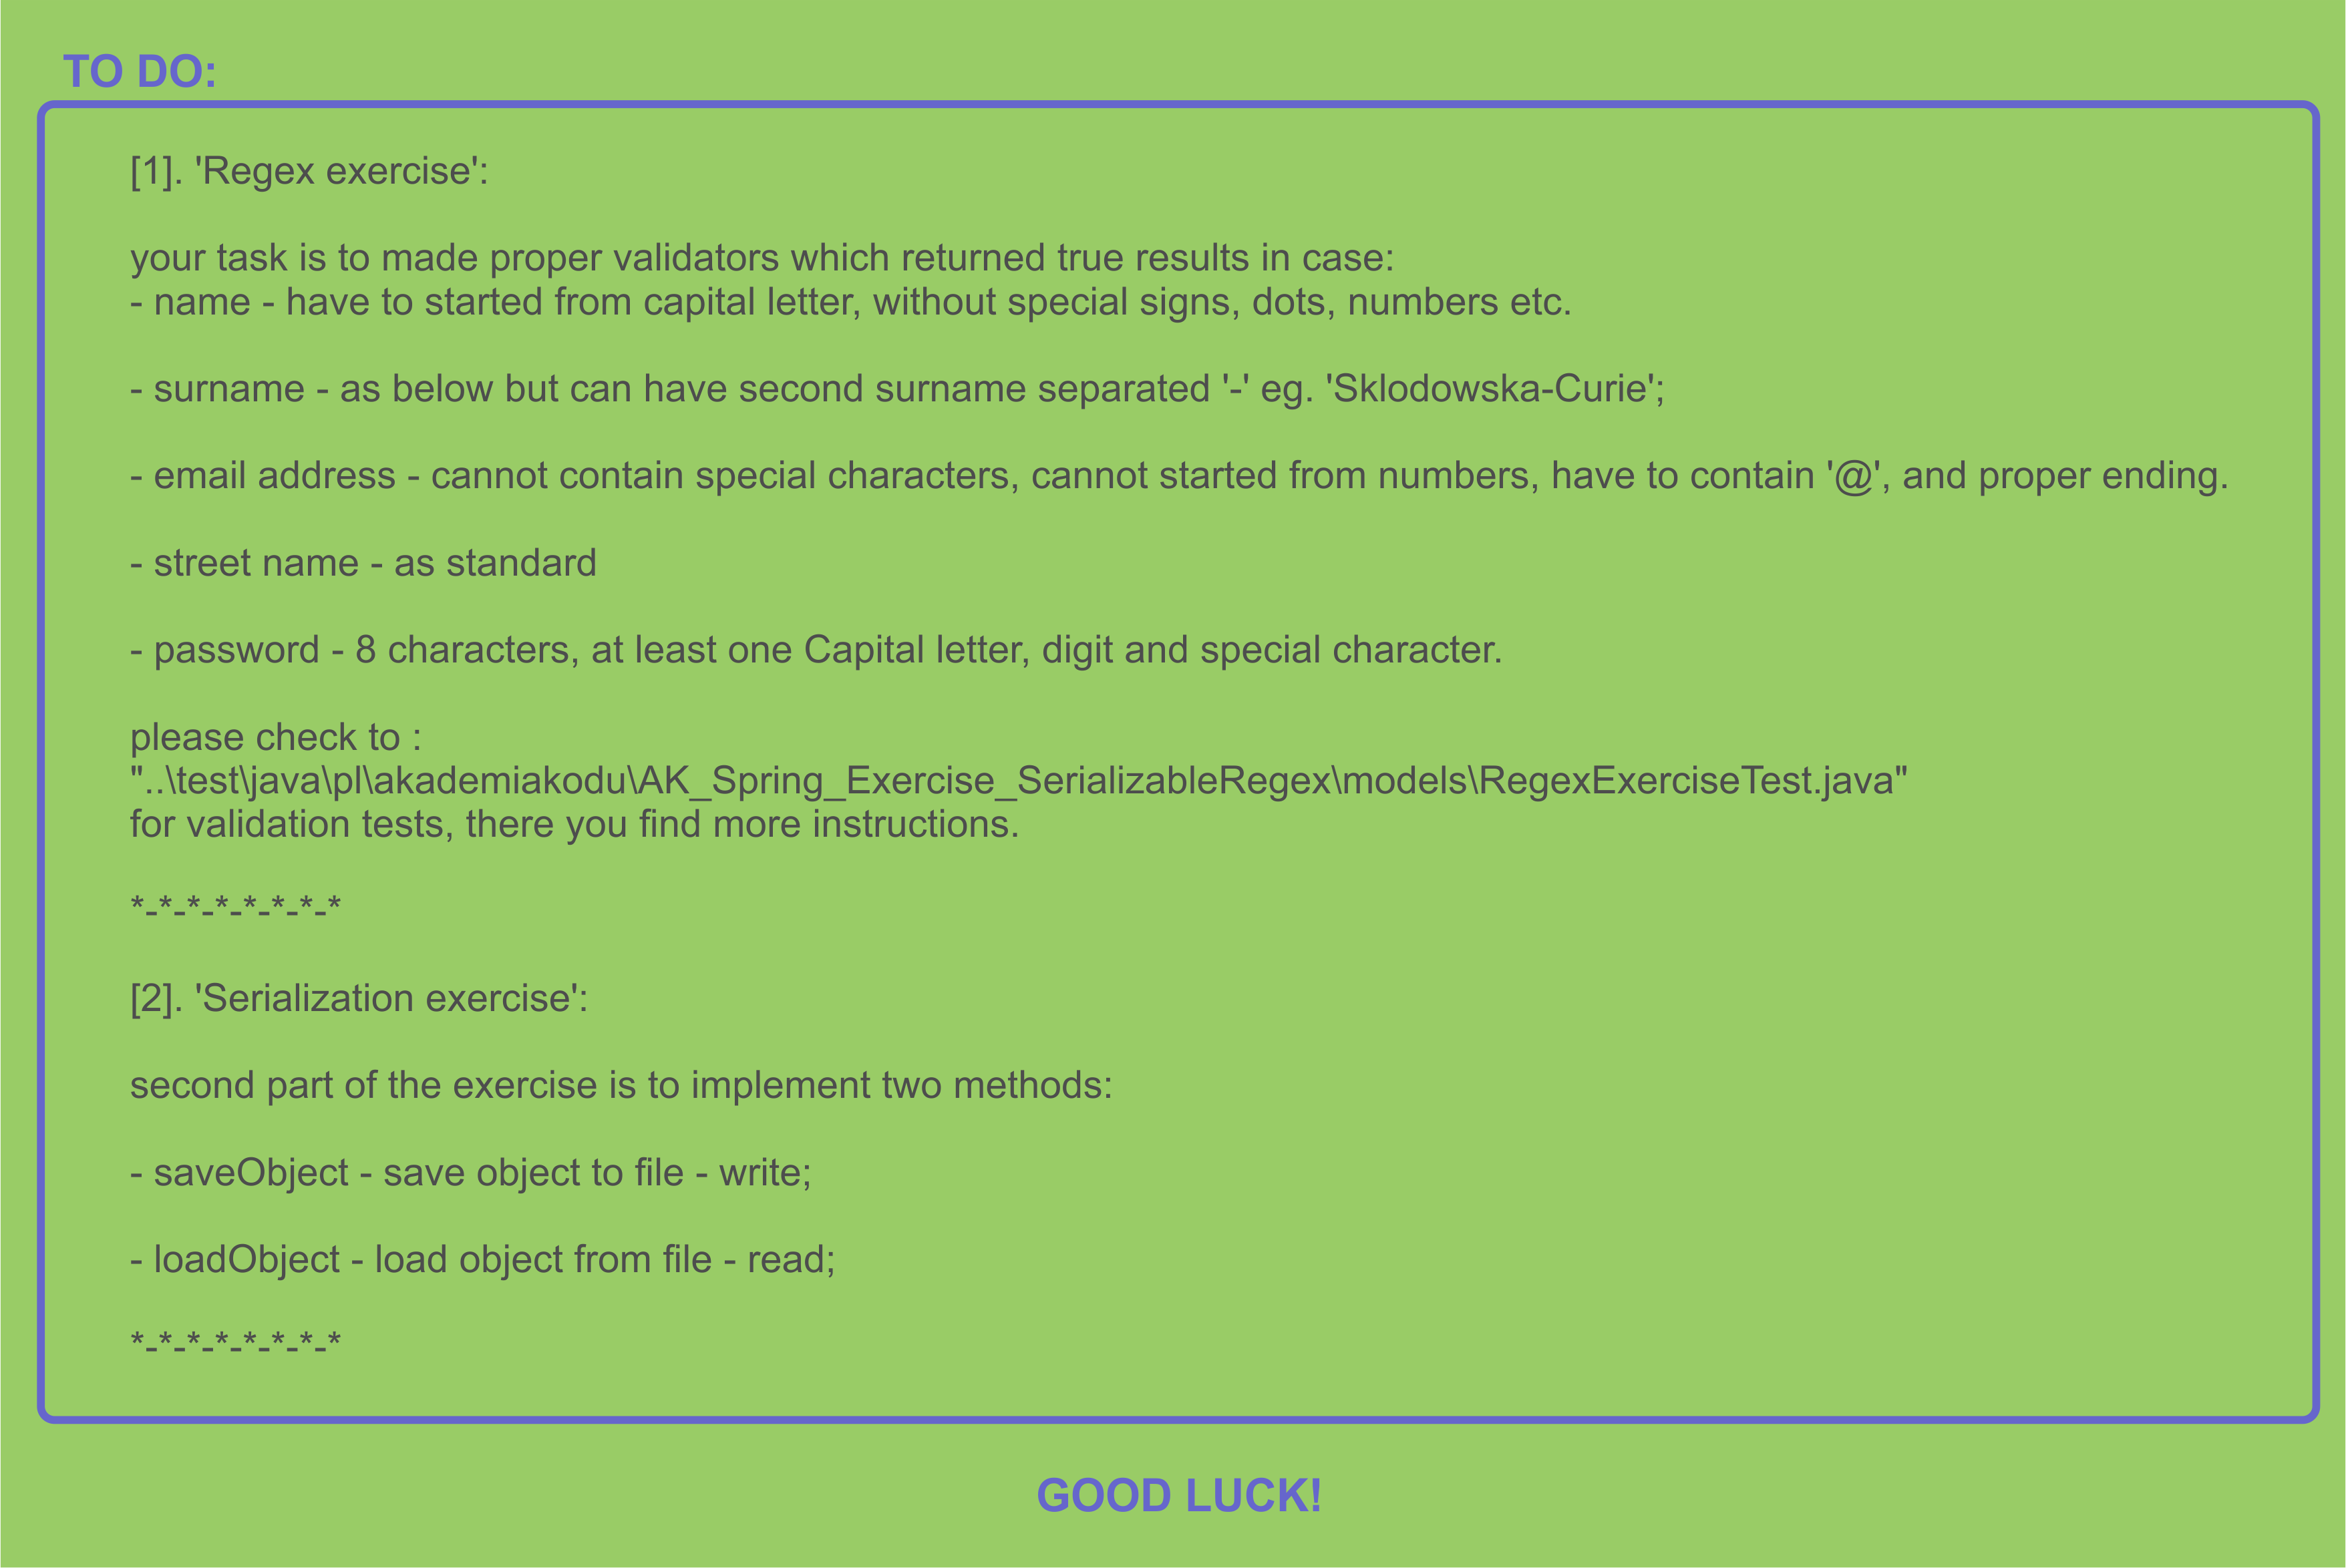 TO DO:
[1]. 'Regex exercise':
your task is to made proper validators which returned true results in case:
- name - have to started from capital letter, without special signs, dots, numbers etc.
- surname - as below but can have second surname separated '-' eg. 'Sklodowska-Curie';
- email address - cannot contain special characters, cannot started from numbers, have to contain '@', and proper ending.
- street name - as standard
- password - 8 characters, at least one Capital letter, digit and special character.
please check to :
"..\test\java\pl\akademiakodu\AK_Spring_Exercise_SerializableRegex\models\RegexExerciseTest.java"
for validation tests, there you find more instructions.
*-*-*-*-*-*-*-*
[2]. 'Serialization exercise':
second part of the exercise is to implement two methods:
- saveObject - save object to file - write;
- loadObject - load object from file - read;
*-*-*-*-*-*-*-*
GOOD LUCK!